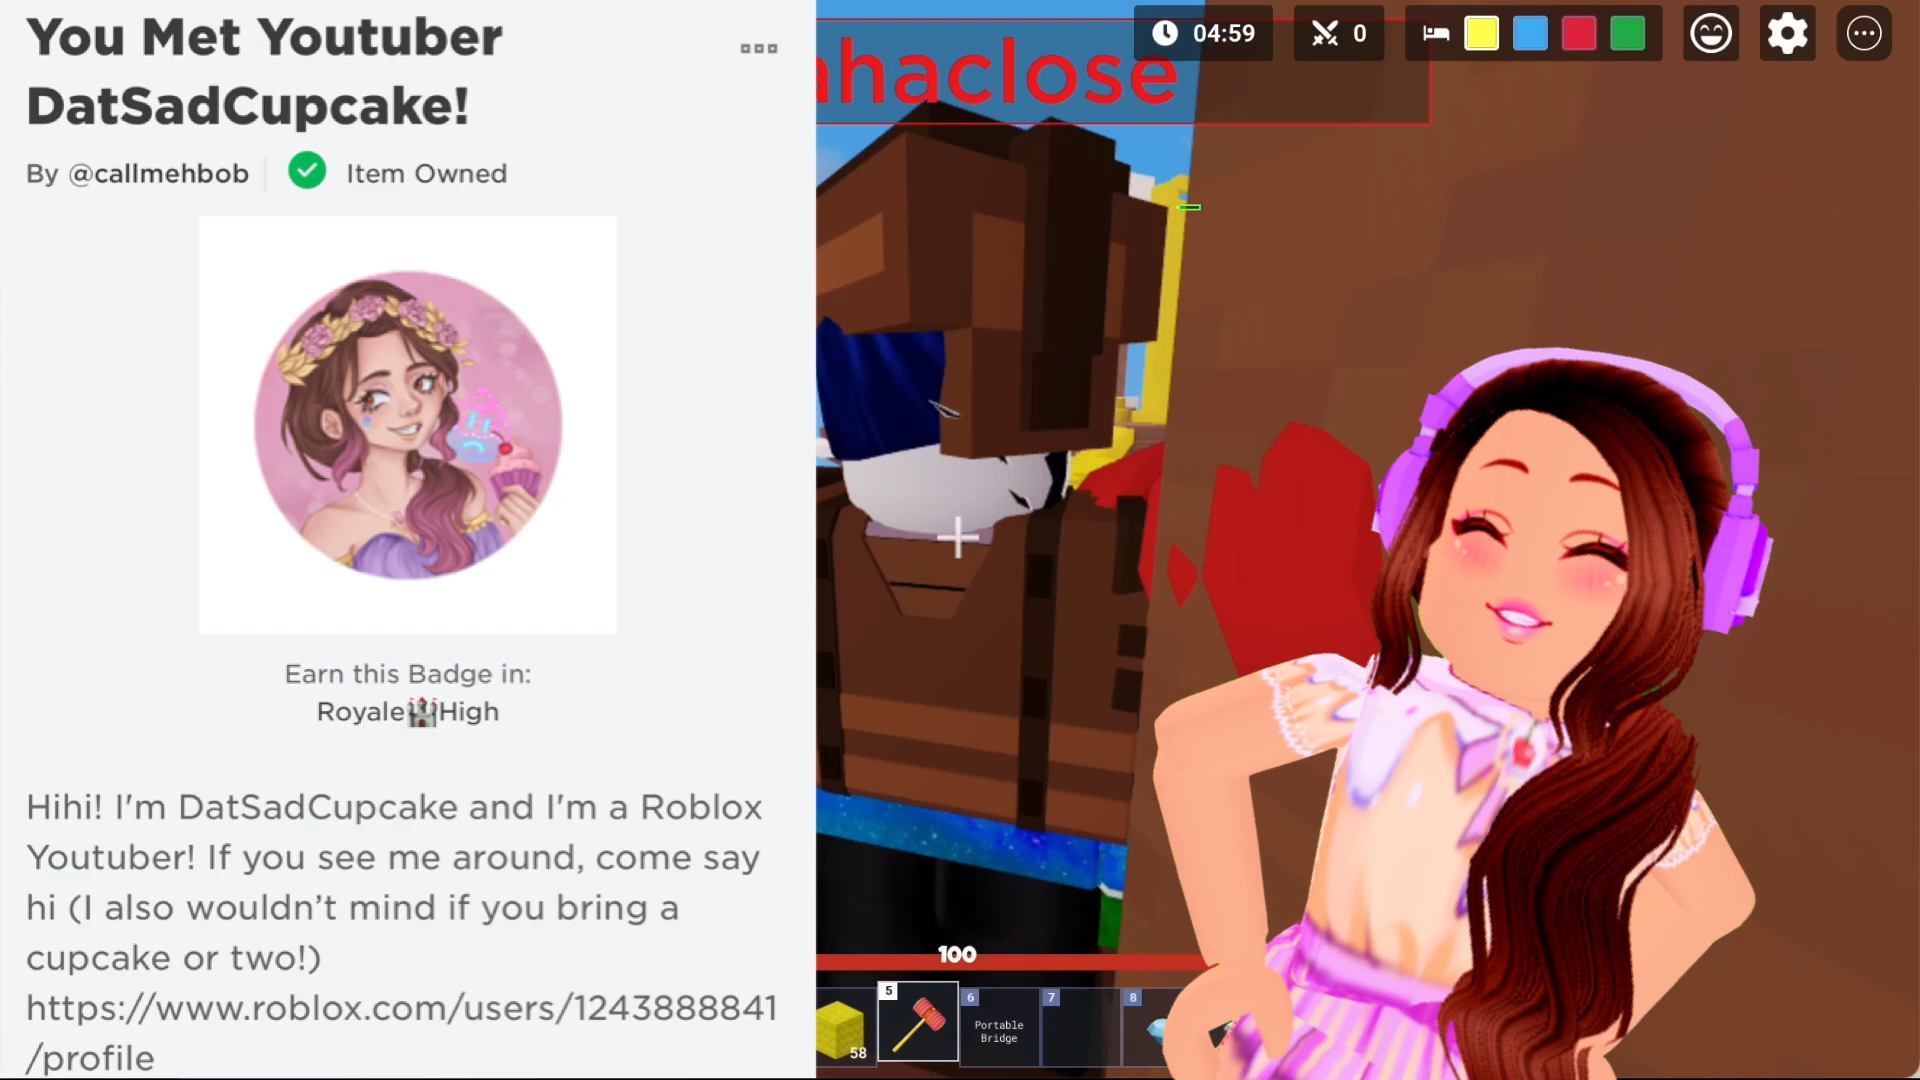 You Met Youtuber
DatSadCupcake!
By @callmehbob
Item Owned
Earn this Badge in:
Royale🏰High
Hihi! I'm DatSadCupcake and I'm a Roblox
Youtuber! If you see me around, come say
hi (I also wouldn’t mind if you bring a
cupcake or two!)
https://www.roblox.com/users/1243888841
/profile
04:59
0
ahaclose
100
58
5
6
Portable
Bridge
7
8